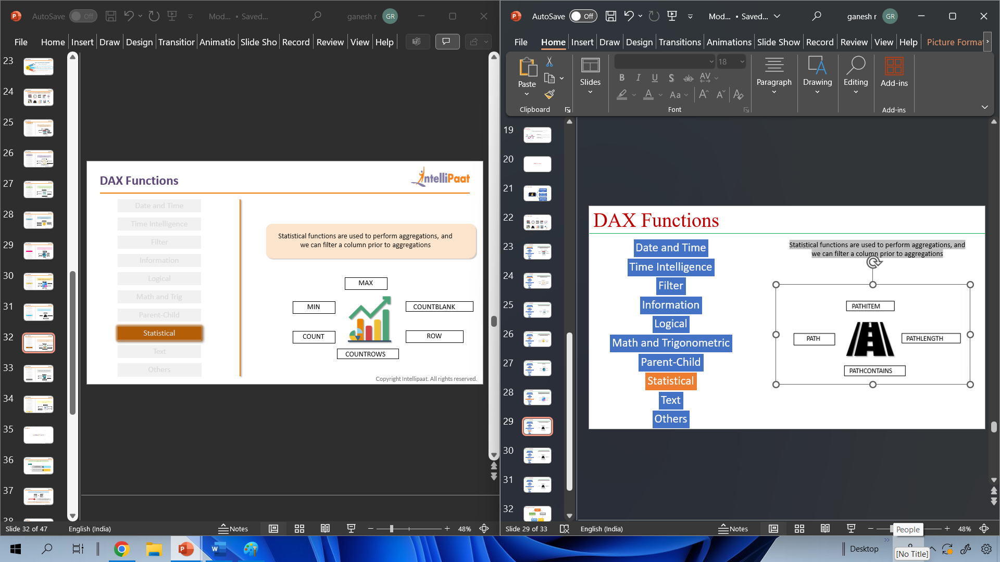 AutoSave Off Mod... • Saved... ganesh r GR
File Home Insert Draw Design Transitior Animatio Slide Sho Record Review View Help
23
24
25
26
27
28
29
30
31
32
33
34
35
36
37
38
DAX Functions
IntelliPaat
Date and Time
Time Intelligence
Filter
Information
Logical
Math and Trig
Parent-Child
Statistical
Text
Others
Statistical functions are used to perform aggregations, and
we can filter a column prior to aggregations
MAX
MIN
COUNTBLANK
COUNT
ROW
COUNTROWS
Copyright Intellipaat. All rights reserved.
Slide 32 of 47 English (India) Notes 48%
AutoSave Off Mod... • Saved... ganesh r GR
File Home Insert Draw Design Transitions Animations Slide Show Record Review View Help Picture Format
Paste
Clipboard
Slides
18
B I U S ab AV
A Aa A A A
Font
Paragraph
Drawing
Editing
Add-ins
Add-ins
19
20
21
22
23
24
25
26
27
28
29
30
31
32
DAX Functions
Date and Time
Time Intelligence
Filter
Information
Logical
Math and Trigonometric
Parent-Child
Statistical
Text
Others
Statistical functions are used to perform aggregations, and
we can filter a column prior to aggregations
PATHITEM
PATH
PATHLENGTH
PATHCONTAINS
Slide 29 of 33 English (India) Notes 48%
People
Desktop
[No Title]